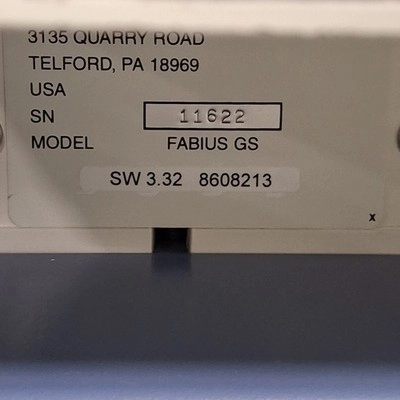 3135 QUARRY ROAD
TELFORD, PA 18969
USA
SN 11622
MODEL FABIUS GS
SW 3.32 8608213
x